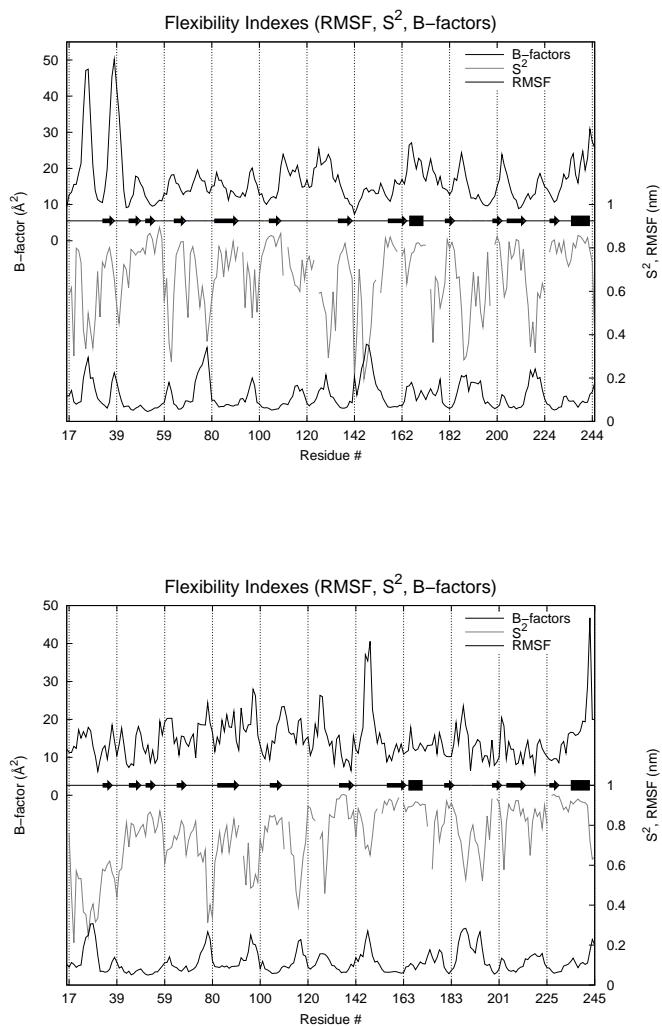 Flexibility Indexes (RMSF, S², B−factors)
B−factors
S²
RMSF
50
40
30
20
10
0
B−factor (Å²)
1
0.8
0.6
0.4
0.2
0
S², RMSF (nm)
17 39 59 80 100 120 142 162 182 200 224 244
Residue #
Flexibility Indexes (RMSF, S², B−factors)
B−factors
S²
RMSF
50
40
30
20
10
0
B−factor (Å²)
1
0.8
0.6
0.4
0.2
0
S², RMSF (nm)
17 39 59 80 100 120 142 163 183 201 225 245
Residue #